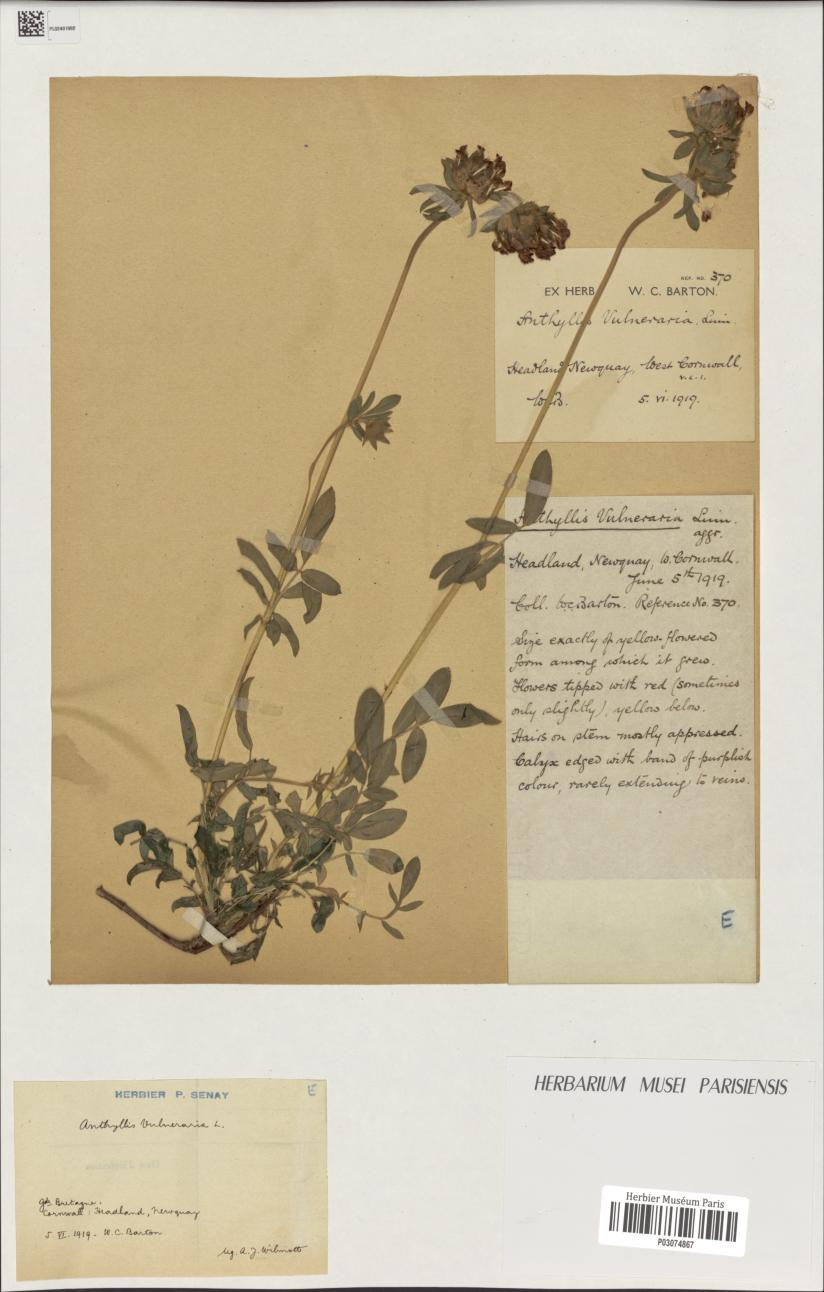 REF. NO. 370
EX HERB. W. C. BARTON.
Anthyllis Vulneraria, Linn.
Headland Newquay, West Cornwall,
v.c.1.
W.C.B. 5. vi. 1919.
Anthyllis Vulneraria Linn.
aggr.
Headland, Newquay, W. Cornwall.
June 5th 1919.
Coll. W.C. Barton. Reference No. 370.
Size exactly of yellow-flowered
form among which it grew.
Flowers tipped with red (sometimes
only slightly), yellow below.
Hairs on stem mostly appressed.
Calyx edged with band of purplish
colour, rarely extending to veins.
E
HERBIER P. SENAY E
Anthyllis Vulneraria L.
Gde Bretagne:
Cornwall: Headland, Newquay
5. VI. 1919 - W. C. Barton
leg. A. J. Wilmott
HERBARIUM MUSEI PARISIENSIS
Herbier Muséum Paris
P03074867